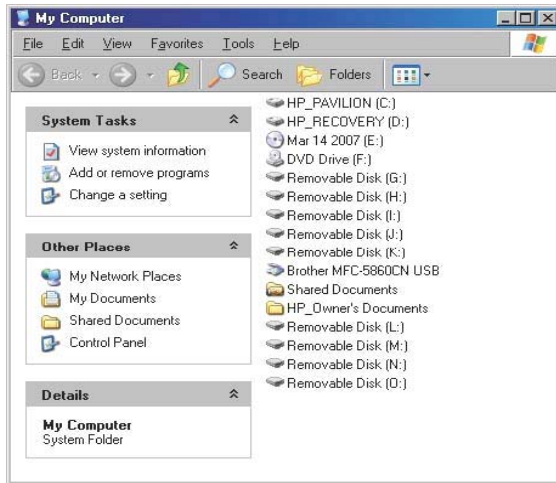 My Computer
File Edit View Favorites Tools Help
Back Search Folders
System Tasks
View system information
Add or remove programs
Change a setting
Other Places
My Network Places
My Documents
Shared Documents
Control Panel
Details
My Computer
System Folder
HP_PAVILION (C:)
HP_RECOVERY (D:)
Mar 14 2007 (E:)
DVD Drive (F:)
Removable Disk (G:)
Removable Disk (H:)
Removable Disk (I:)
Removable Disk (J:)
Removable Disk (K:)
Brother MFC-5860CN USB
Shared Documents
HP_Owner's Documents
Removable Disk (L:)
Removable Disk (M:)
Removable Disk (N:)
Removable Disk (O:)